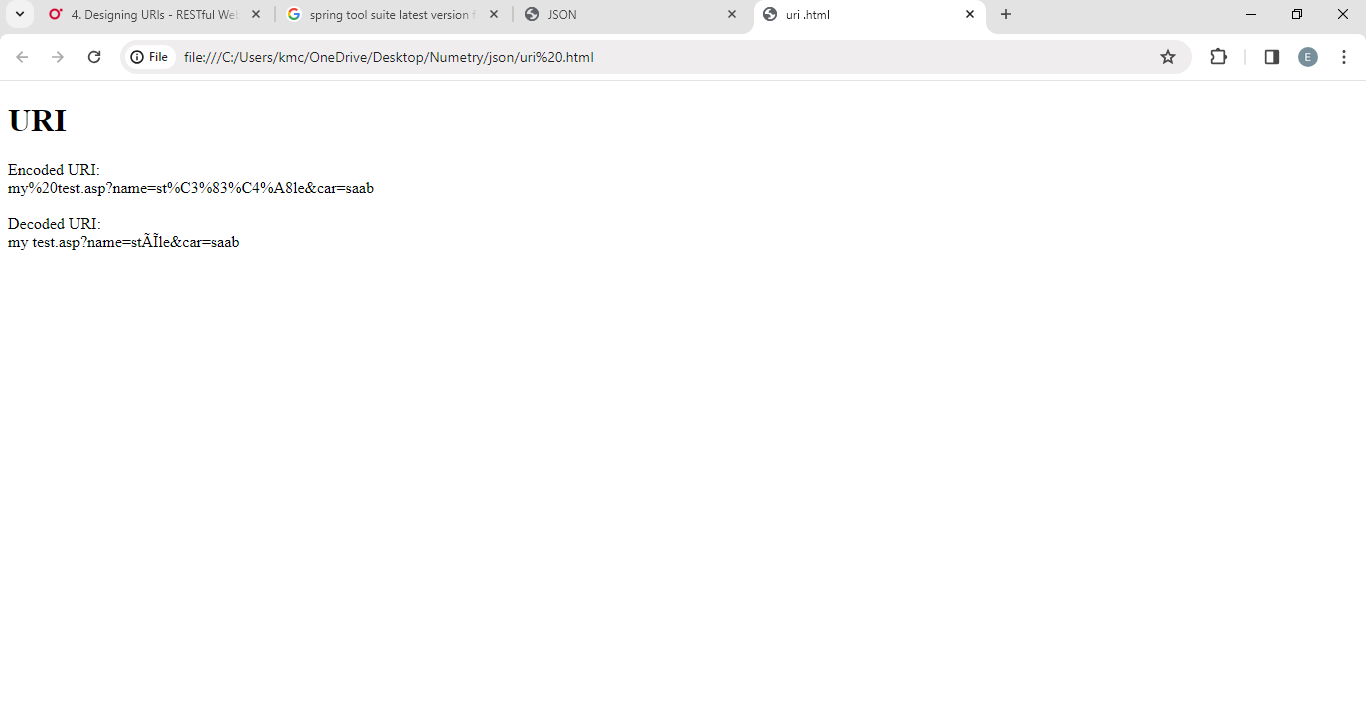 4. Designing URIs - RESTful Web
spring tool suite latest version f
JSON
uri .html
File
file:///C:/Users/kmc/OneDrive/Desktop/Numetry/json/uri%20.html
E
URI
Encoded URI:
my%20test.asp?name=st%C3%83%C4%A8le&car=saab
Decoded URI:
my test.asp?name=stÃĨle&car=saab